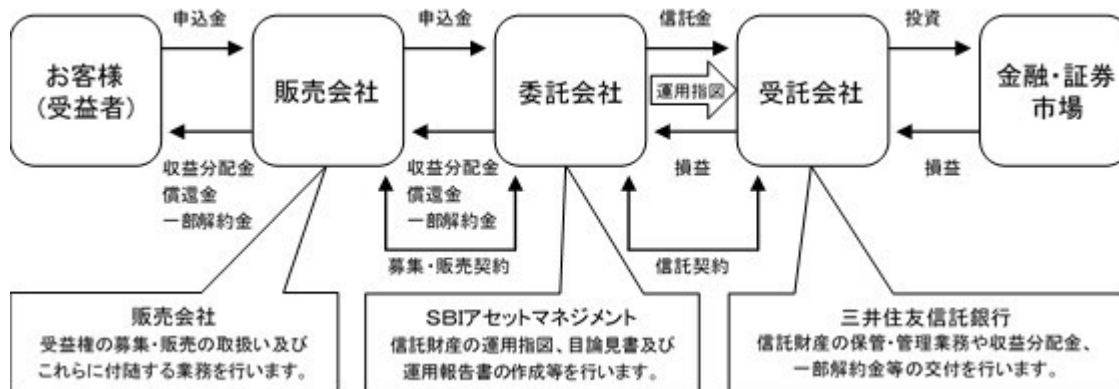 申込金
申込金
信託金
投資
お客様
（受益者）
販売会社
委託会社
運用指図
受託会社
金融・証券
市場
収益分配金
償還金
一部解約金
収益分配金
償還金
一部解約金
損益
損益
募集・販売契約
信託契約
販売会社
受益権の募集・販売の取扱い及び
これらに付随する業務を行います。
SBIアセットマネジメント
信託財産の運用指図、目論見書及び
運用報告書の作成等を行います。
三井住友信託銀行
信託財産の保管・管理業務や収益分配金、
一部解約金等の交付を行います。